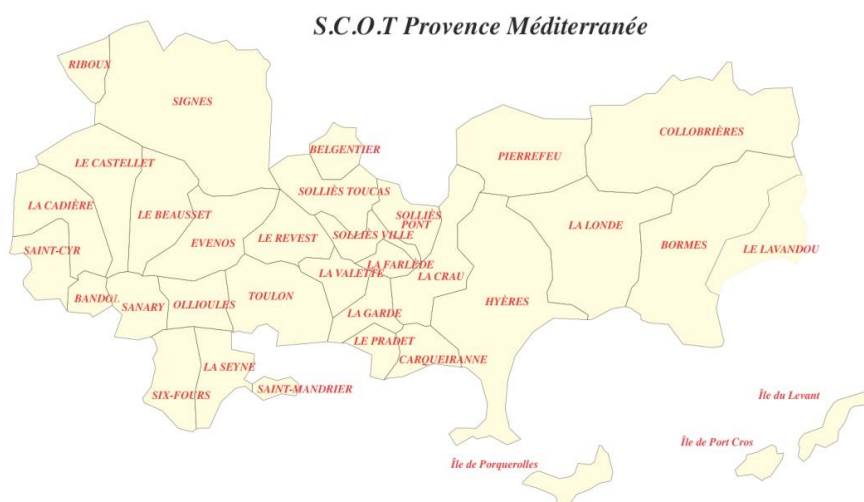 S.C.O.T Provence Méditerranée
RIBOUX
SIGNES
COLLOBRIÈRES
BELGENTIER
PIERREFEU
LE CASTELLET
SOLLIÈS TOUCAS
LA CADIÈRE
LE BEAUSSET
SOLLIÈS
PONT
LA LONDE
EVENOS
LE REVEST
SOLLIÈS VILLE
BORMES
LE LAVANDOU
SAINT-CYR
LA FARLÈDE
LA VALETTE
LA CRAU
BANDOL
SANARY
OLLIOULES
TOULON
HYÈRES
LA GARDE
LE PRADET
CARQUEIRANNE
LA SEYNE
SIX-FOURS
SAINT-MANDRIER
Île du Levant
Île de Port Cros
Île de Porquerolles